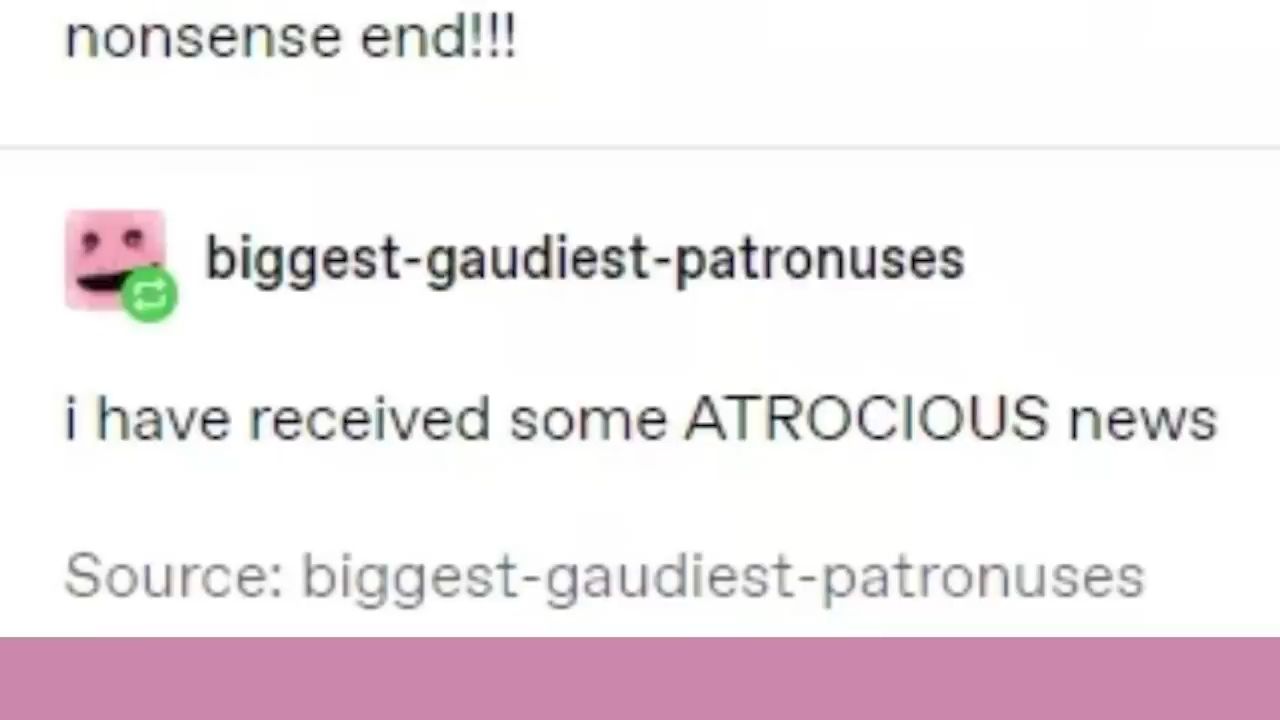 nonsense end!!!
biggest-gaudiest-patronuses
i have received some ATROCIOUS news
Source: biggest-gaudiest-patronuses